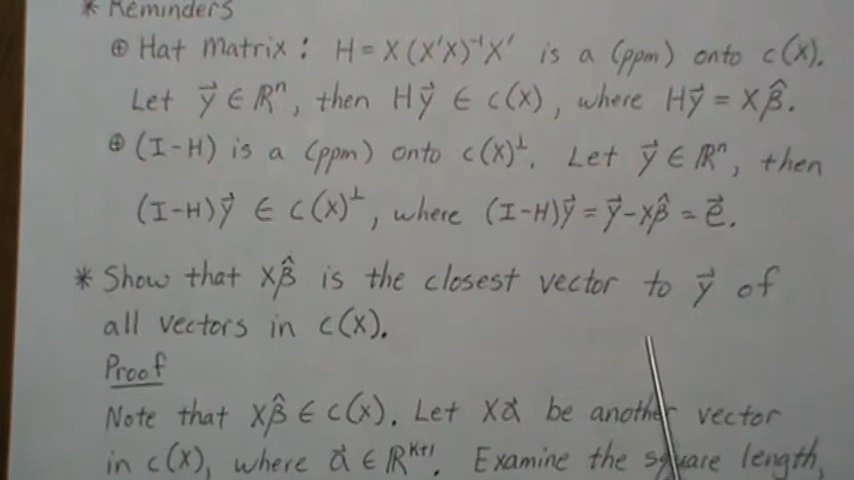 * Reminders
⊕ Hat Matrix: H = X(X'X)⁻¹X' is a (ppm) onto c(X).
Let y⃗ ∈ ℝⁿ, then Hy⃗ ∈ c(X), where Hy⃗ = Xβ̂.
⊕ (I-H) is a (ppm) onto c(X)⊥. Let y⃗ ∈ ℝⁿ, then
(I-H)y⃗ ∈ c(X)⊥, where (I-H)y⃗ = y⃗-Xβ̂ = e⃗.
* Show that Xβ̂ is the closest vector to y⃗ of
all vectors in c(X).
Proof
Note that Xβ̂ ∈ c(X). Let Xa⃗ be another vector
in c(X), where a⃗ ∈ ℝᵏ⁺¹. Examine the square length,